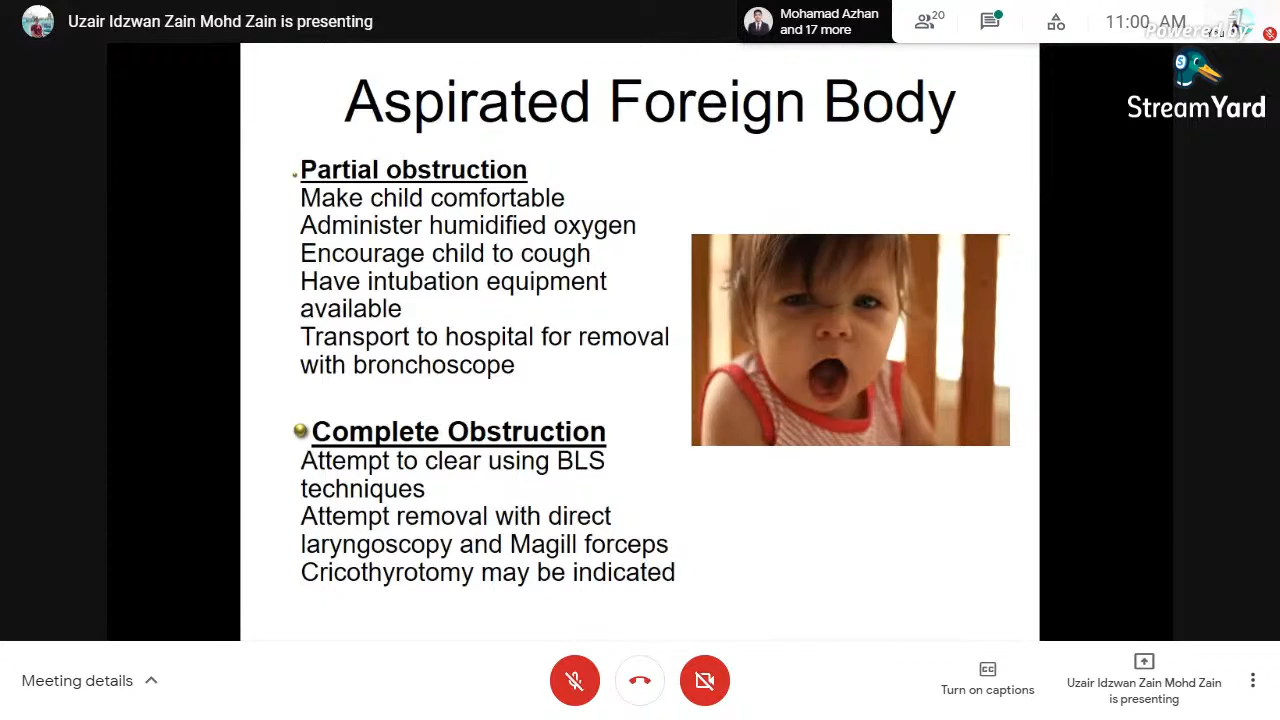 Uzair Idzwan Zain Mohd Zain is presenting
Mohamad Azhan
and 17 more
20
11:00 AM
Powered by
StreamYard
Aspirated Foreign Body
Partial obstruction
Make child comfortable
Administer humidified oxygen
Encourage child to cough
Have intubation equipment
available
Transport to hospital for removal
with bronchoscope
Complete Obstruction
Attempt to clear using BLS
techniques
Attempt removal with direct
laryngoscopy and Magill forceps
Cricothyrotomy may be indicated
Meeting details
CC
Turn on captions
Uzair Idzwan Zain Mohd Zain
is presenting